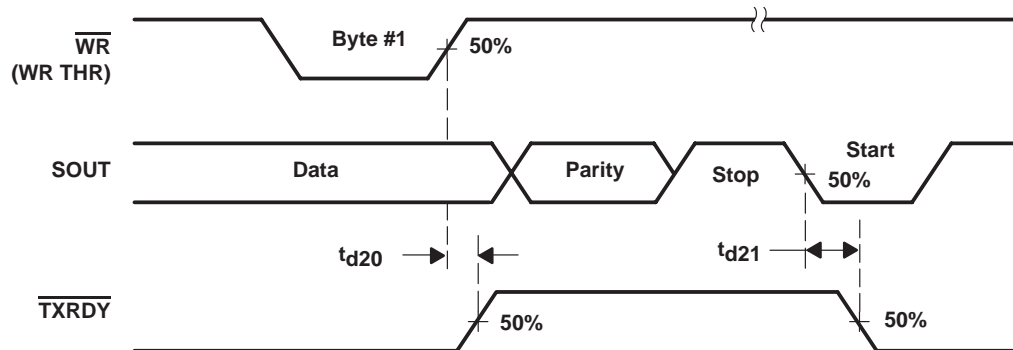 WR
(WR THR)
Byte #1
50%
SOUT
Data
Parity
Stop
Start
50%
td20
td21
TXRDY
50%
50%